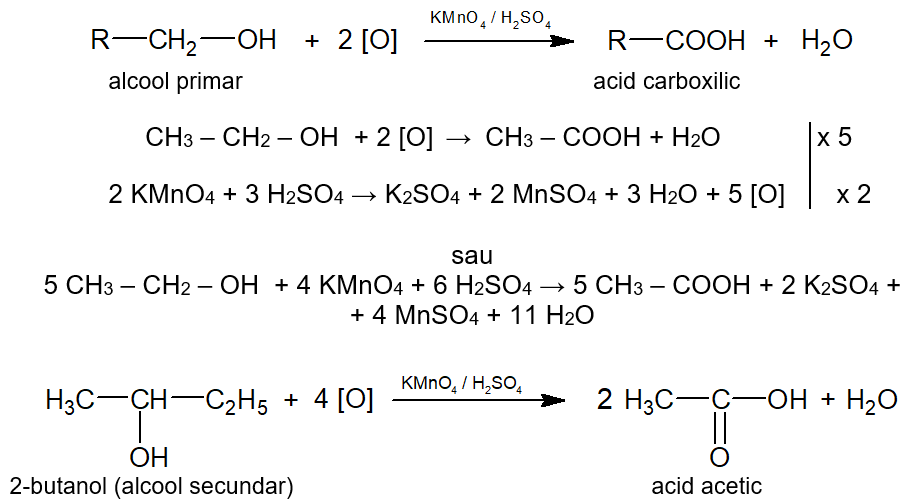 KMnO₄ / H₂SO₄
R—CH₂—OH + 2 [O] → R—COOH + H₂O
alcool primar acid carboxilic
CH₃ – CH₂ – OH + 2 [O] → CH₃ – COOH + H₂O | x 5
2 KMnO₄ + 3 H₂SO₄ → K₂SO₄ + 2 MnSO₄ + 3 H₂O + 5 [O] | x 2
sau
5 CH₃ – CH₂ – OH + 4 KMnO₄ + 6 H₂SO₄ → 5 CH₃ – COOH + 2 K₂SO₄ +
+ 4 MnSO₄ + 11 H₂O
KMnO₄ / H₂SO₄
H₃C—CH—C₂H₅ + 4 [O] → 2 H₃C—C—OH + H₂O
OH O
2-butanol (alcool secundar) acid acetic